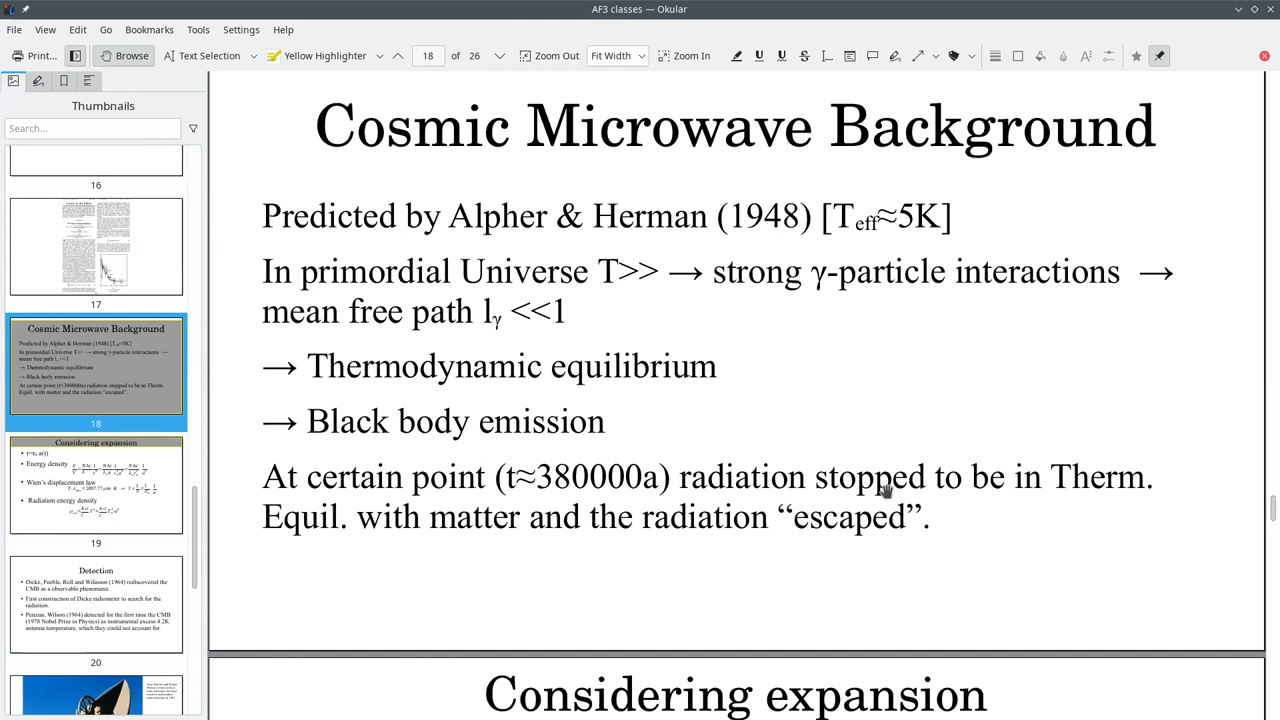 AF3 classes — Okular
File View Edit Go Bookmarks Tools Settings Help
Print... Browse Text Selection Yellow Highlighter 18 of 26 Zoom Out Fit Width Zoom In
Thumbnails
Search...
16
17
Cosmic Microwave Background
Predicted by Alpher & Herman (1948) [Teff≈5K]
In primordial Universe T>> → strong γ-particle interactions →
mean free path lγ <<1
→ Thermodynamic equilibrium
→ Black body emission
At certain point (t≈380000a) radiation stopped to be in Therm.
Equil. with matter and the radiation “escaped”.
18
Considering expansion
• Energy density
• Wien's displacement law
• Radiation energy density
19
Detection
• Dicke, Peeble, Roll and Wilinson (1964) rediscovered the
CMB as a observable phenomena.
• First construction of Dicke radiometer to search for the
radiation.
• Penzias, Wilson (1964) detected for the first time the CMB
(1978 Nobel Prize in Physics) as instrumental excess 4.2K
antenna temperature, which they could not account for.
20
Cosmic Microwave Background
Predicted by Alpher & Herman (1948) [Teff≈5K]
In primordial Universe T>> → strong γ-particle interactions →
mean free path lγ <<1
→ Thermodynamic equilibrium
→ Black body emission
At certain point (t≈380000a) radiation stopped to be in Therm.
Equil. with matter and the radiation “escaped”.
Considering expansion